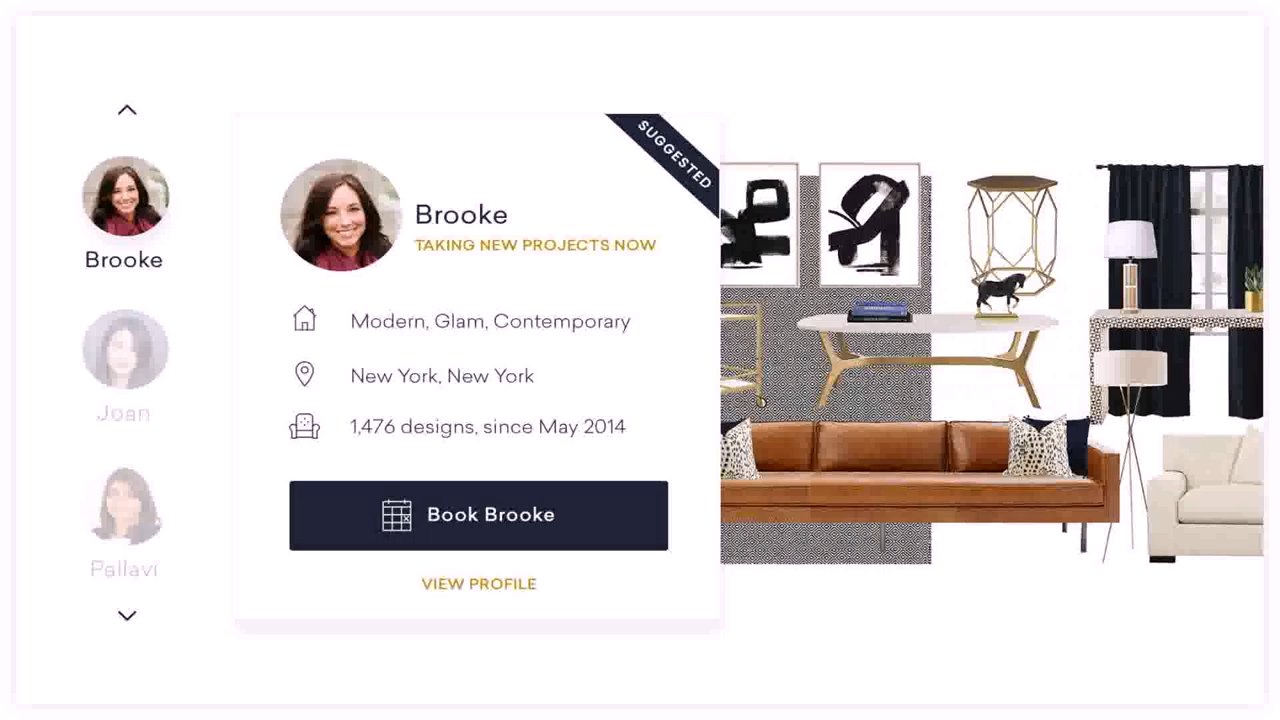 Brooke
Joan
Pallavi
SUGGESTED
Brooke
TAKING NEW PROJECTS NOW
Modern, Glam, Contemporary
New York, New York
1,476 designs, since May 2014
Book Brooke
VIEW PROFILE